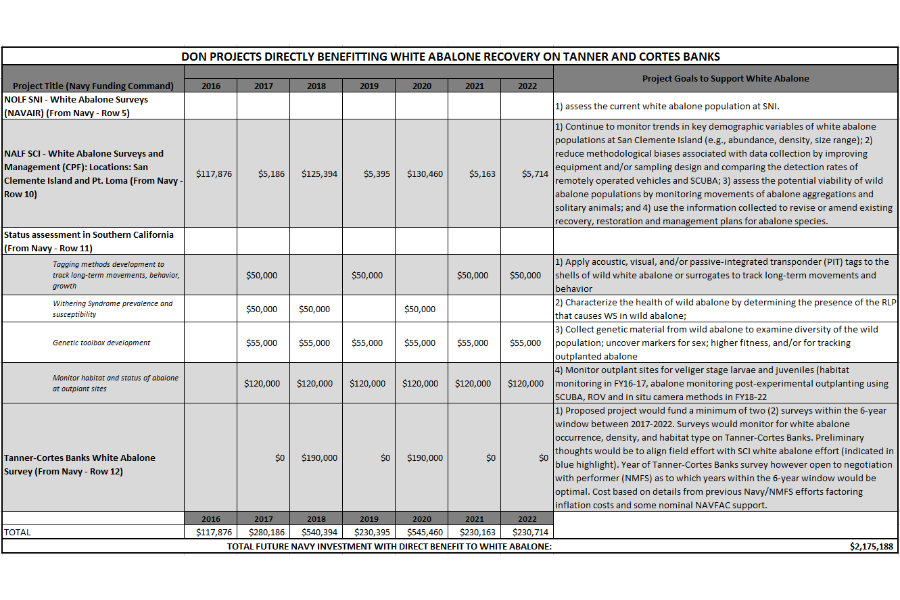 DON PROJECTS DIRECTLY BENEFITTING WHITE ABALONE RECOVERY ON TANNER AND CORTES BANKS
Project Title (Navy Funding Command) 2016 2017 2018 2019 2020 2021 2022 Project Goals to Support White Abalone
NOLF SNI - White Abalone Surveys
(NAVAIR) (From Navy - Row 5)
1) assess the current white abalone population at SNI.
NALF SCI - White Abalone Surveys and
Management (CPF): Locations: San
Clemente Island and Pt. Loma (From Navy -
Row 10)
$117,876 $5,186 $125,394 $5,395 $130,460 $5,163 $5,714
1) Continue to monitor trends in key demographic variables of white abalone
populations at San Clemente Island (e.g., abundance, density, size range); 2)
reduce methodological biases associated with data collection by improving
equipment and/or sampling design and comparing the detection rates of
remotely operated vehicles and SCUBA; 3) assess the potential viability of wild
abalone populations by monitoring movements of abalone aggregations and
solitary animals; and 4) use the information collected to revise or amend existing
recovery, restoration and management plans for abalone species.
Status assessment in Southern California
(From Navy - Row 11)
Tagging methods development to
track long-term movements, behavior,
growth
$50,000 $50,000 $50,000 $50,000
1) Apply acoustic, visual, and/or passive-integrated transponder (PIT) tags to the
shells of wild white abalone or surrogates to track long-term movements and
behavior
Withering Syndrome prevalence and
susceptibility
$50,000 $50,000 $50,000
2) Characterize the health of wild abalone by determining the presence of the RLP
that causes WS in wild abalone;
Genetic toolbox development
$55,000 $55,000 $55,000 $55,000 $55,000 $55,000
3) Collect genetic material from wild abalone to examine diversity of the wild
population; uncover markers for sex; higher fitness, and/or for tracking
outplanted abalone
Monitor habitat and status of abalone
at outplant sites
$120,000 $120,000 $120,000 $120,000 $120,000 $120,000
4) Monitor outplant sites for veliger stage larvae and juveniles (habitat
monitoring in FY16-17, abalone monitoring post-experimental outplanting using
SCUBA, ROV and in situ camera methods in FY18-22
Tanner-Cortes Banks White Abalone
Survey (From Navy - Row 12)
$0 $190,000 $0 $190,000 $0 $0
1) Proposed project would fund a minimum of two (2) surveys within the 6-year
window between 2017-2022. Surveys would monitor for white abalone
occurrence, density, and habitat type on Tanner-Cortes Banks. Preliminary
thoughts would be to align field effort with SCI white abalone effort (indicated in
blue highlight). Year of Tanner-Cortes Banks survey however open to negotiation
with performer (NMFS) as to which years within the 6-year window would be
optimal. Cost based on details from previous Navy/NMFS efforts factoring
inflation costs and some nominal NAVFAC support.
2016 2017 2018 2019 2020 2021 2022
TOTAL $117,876 $280,186 $540,394 $230,395 $545,460 $230,163 $230,714
TOTAL FUTURE NAVY INVESTMENT WITH DIRECT BENEFIT TO WHITE ABALONE: $2,175,188